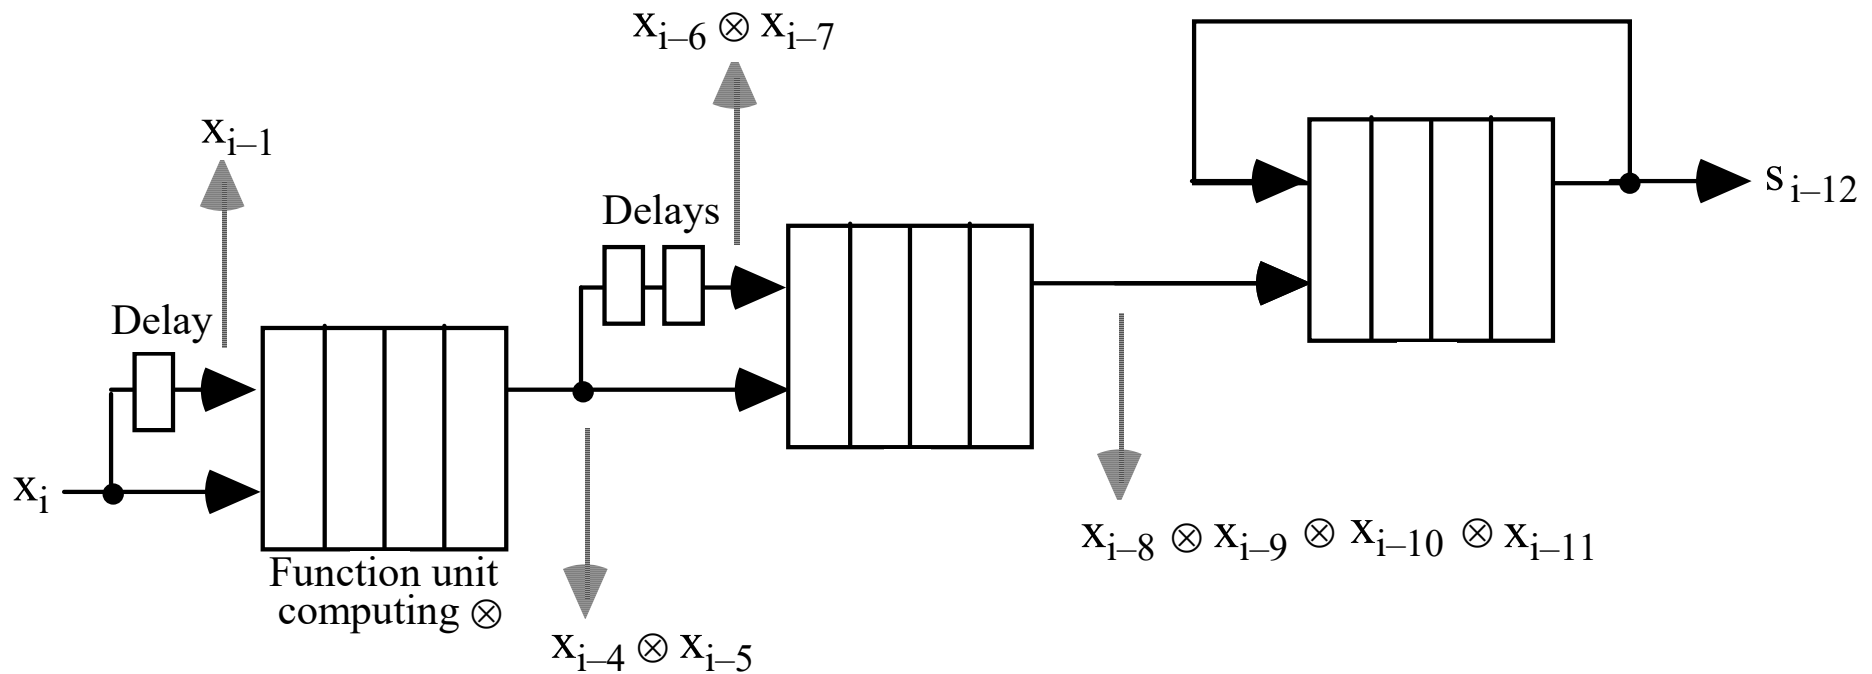 x_{i–6} ⊗ x_{i–7}
x_{i–1}
Delays
s_{i–12}
Delay
x_i
x_{i–8} ⊗ x_{i–9} ⊗ x_{i–10} ⊗ x_{i–11}
Function unit
computing ⊗
x_{i–4} ⊗ x_{i–5}